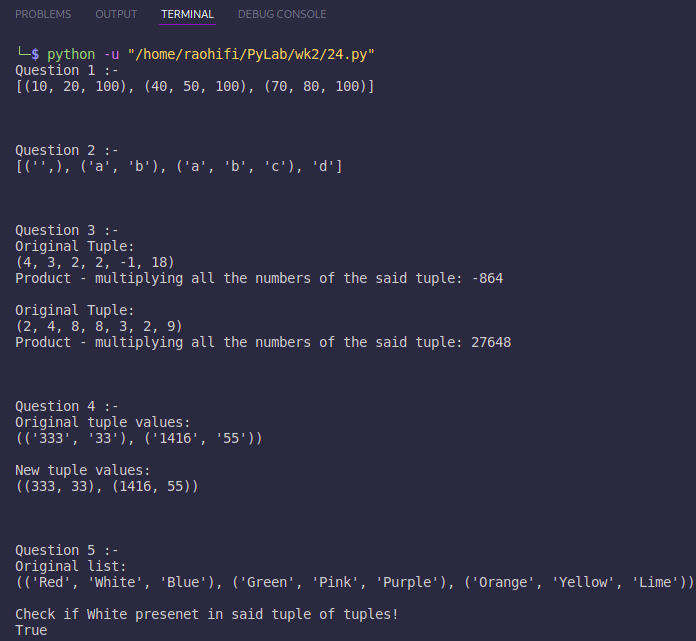 PROBLEMS OUTPUT TERMINAL DEBUG CONSOLE
└─$ python -u "/home/raohifi/PyLab/wk2/24.py"
Question 1 :-
[(10, 20, 100), (40, 50, 100), (70, 80, 100)]
Question 2 :-
[('',), ('a', 'b'), ('a', 'b', 'c'), 'd']
Question 3 :-
Original Tuple:
(4, 3, 2, 2, -1, 18)
Product - multiplying all the numbers of the said tuple: -864
Original Tuple:
(2, 4, 8, 8, 3, 2, 9)
Product - multiplying all the numbers of the said tuple: 27648
Question 4 :-
Original tuple values:
(('333', '33'), ('1416', '55'))
New tuple values:
((333, 33), (1416, 55))
Question 5 :-
Original list:
(('Red', 'White', 'Blue'), ('Green', 'Pink', 'Purple'), ('Orange', 'Yellow', 'Lime'))
Check if White presenet in said tuple of tuples!
True